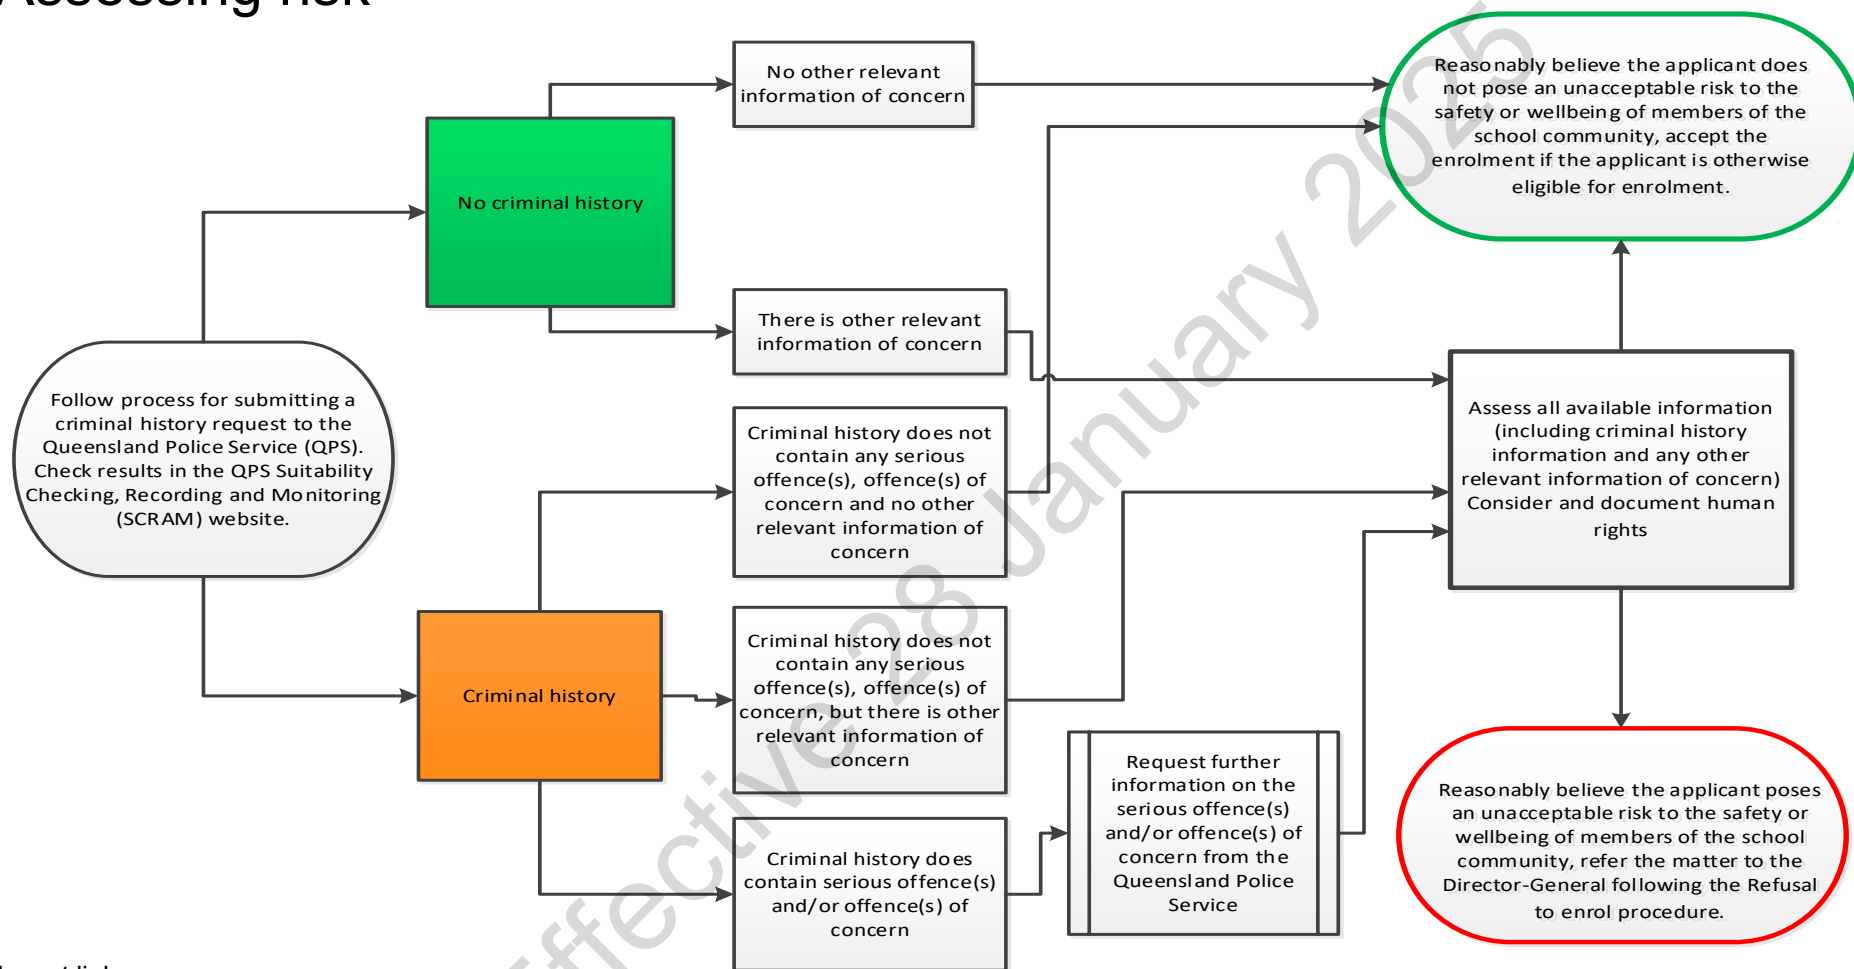 Assessing risk
No other relevant
information of concern
Reasonably believe the applicant does
not pose an unacceptable risk to the
safety or wellbeing of members of the
school community, accept the
enrolment if the applicant is otherwise
eligible for enrolment.
No criminal history
There is other relevant
information of concern
Follow process for submitting a
criminal history request to the
Queensland Police Service (QPS).
Check results in the QPS Suitability
Checking, Recording and Monitoring
(SCRAM) website.
Criminal history does not
contain any serious
offence(s), offence(s) of
concern and no other
relevant information of
concern
Assess all available information
(including criminal history
information and any other
relevant information of concern)
Consider and document human
rights
Criminal history
Criminal history does not
contain any serious
offence(s), offence(s) of
concern, but there is other
relevant information of
concern
Request further
information on the
serious offence(s)
and/or offence(s) of
concern from the
Queensland Police
Service
Criminal history does
contain serious offence(s)
and/or offence(s) of
concern
Reasonably believe the applicant poses
an unacceptable risk to the safety or
wellbeing of members of the school
community, refer the matter to the
Director-General following the Refusal
to enrol procedure.
Effective 28 January 2025